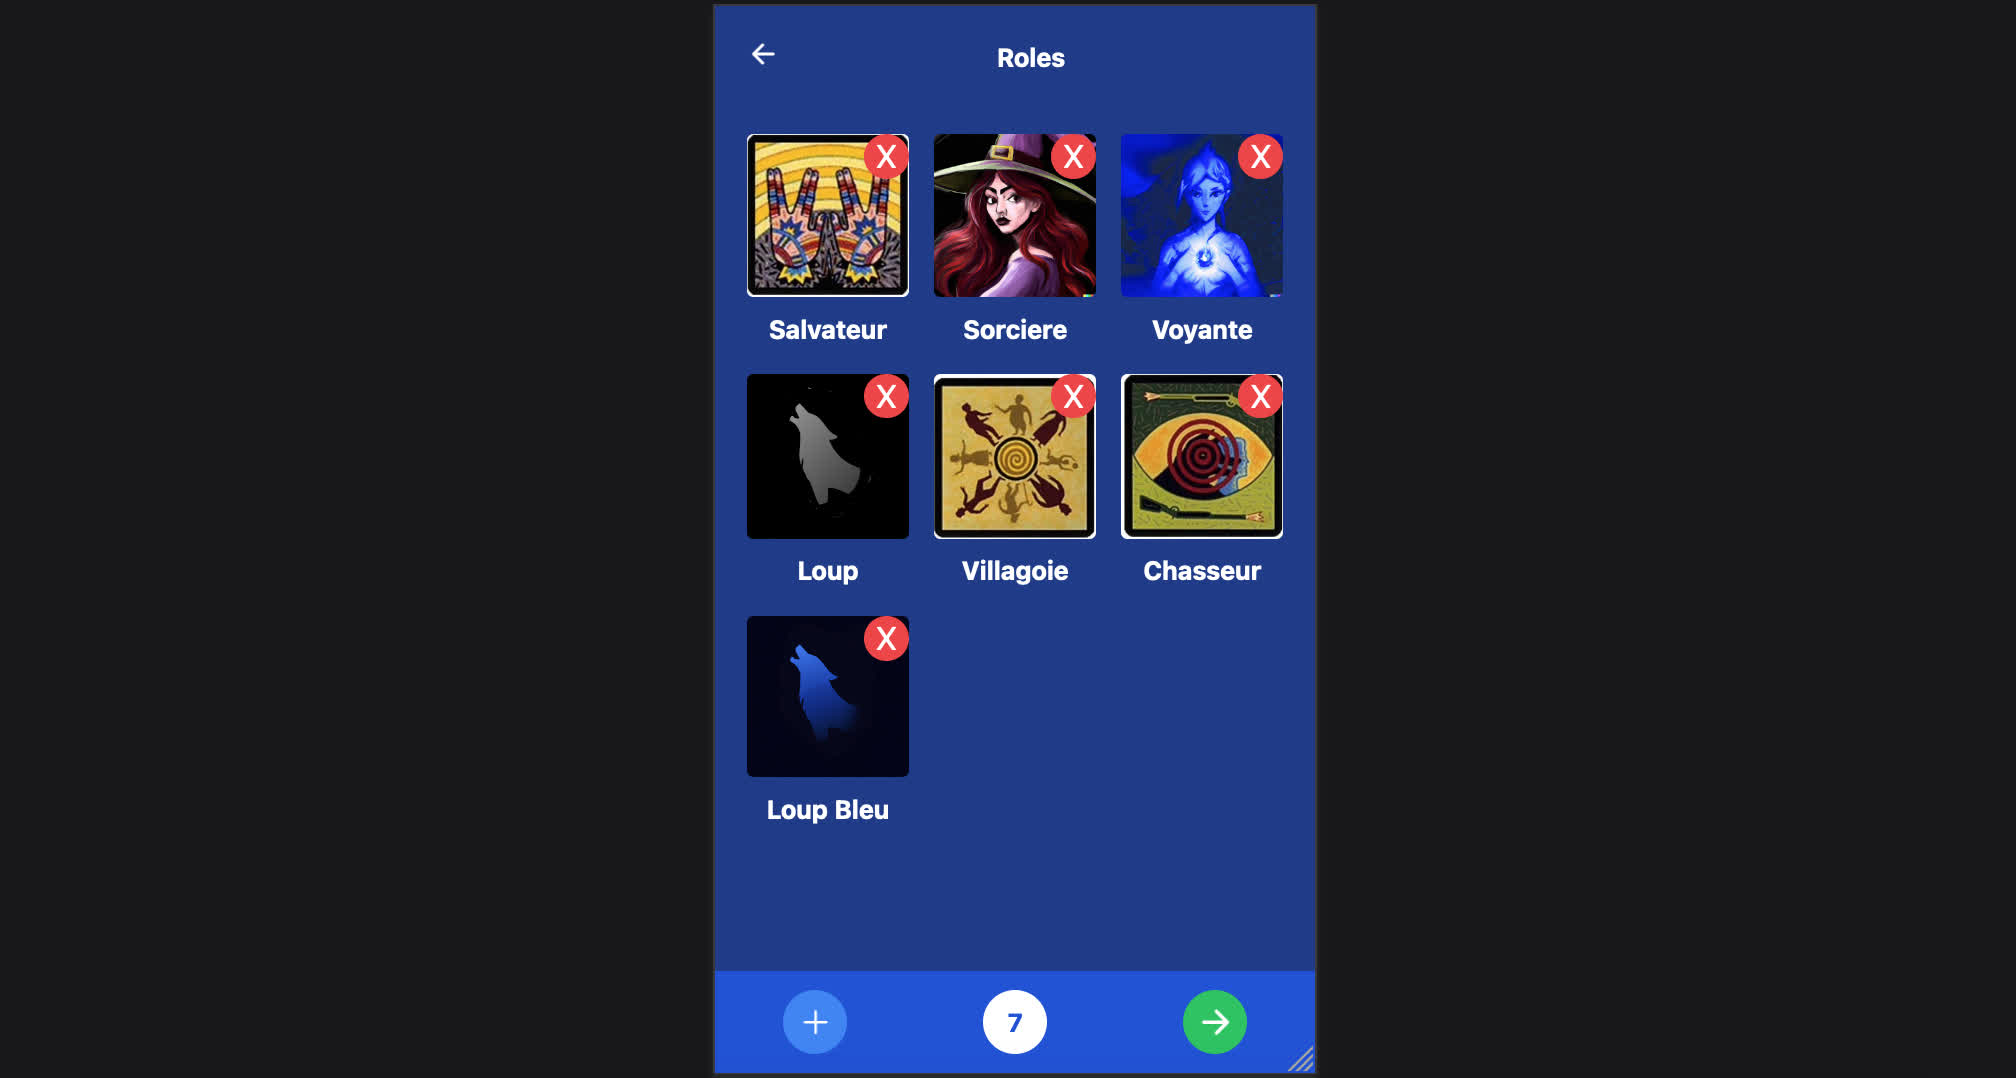 Roles
X X X
Salvateur Sorciere Voyante
X X X
Loup Villagoie Chasseur
X
Loup Bleu
7